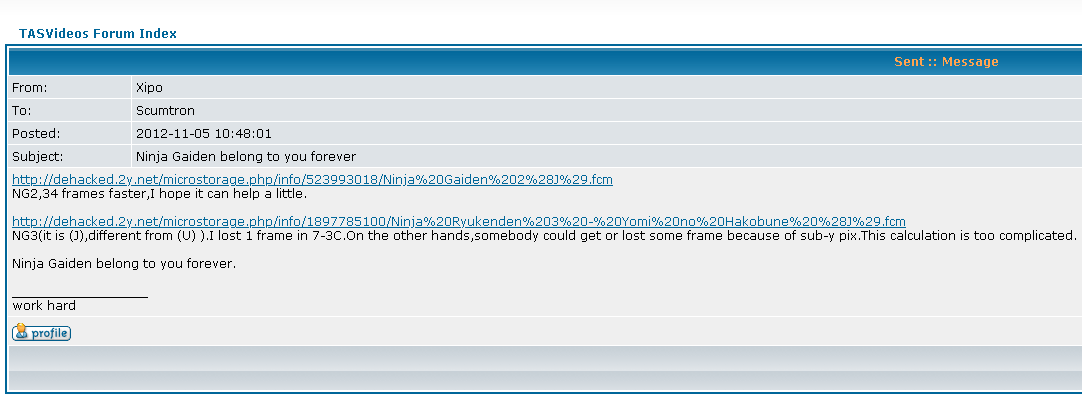 TASVideos Forum Index
Sent :: Message
From: Xipo
To: Scumtron
Posted: 2012-11-05 10:48:01
Subject: Ninja Gaiden belong to you forever
http://dehacked.2y.net/microstorage.php/info/523993018/Ninja%20Gaiden%202%28J%29.fcm
NG2,34 frames faster,I hope it can help a little.
http://dehacked.2y.net/microstorage.php/info/1897785100/Ninja%20Ryukenden%203%20-%20Yomi%20no%20Hakobune%20%28J%29.fcm
NG3(it is (J),different from (U) ).I lost 1 frame in 7-3C.On the other hands,somebody could get or lost some frame because of sub-y pix.This calculation is too complicated.
Ninja Gaiden belong to you forever.
_________________
work hard
profile